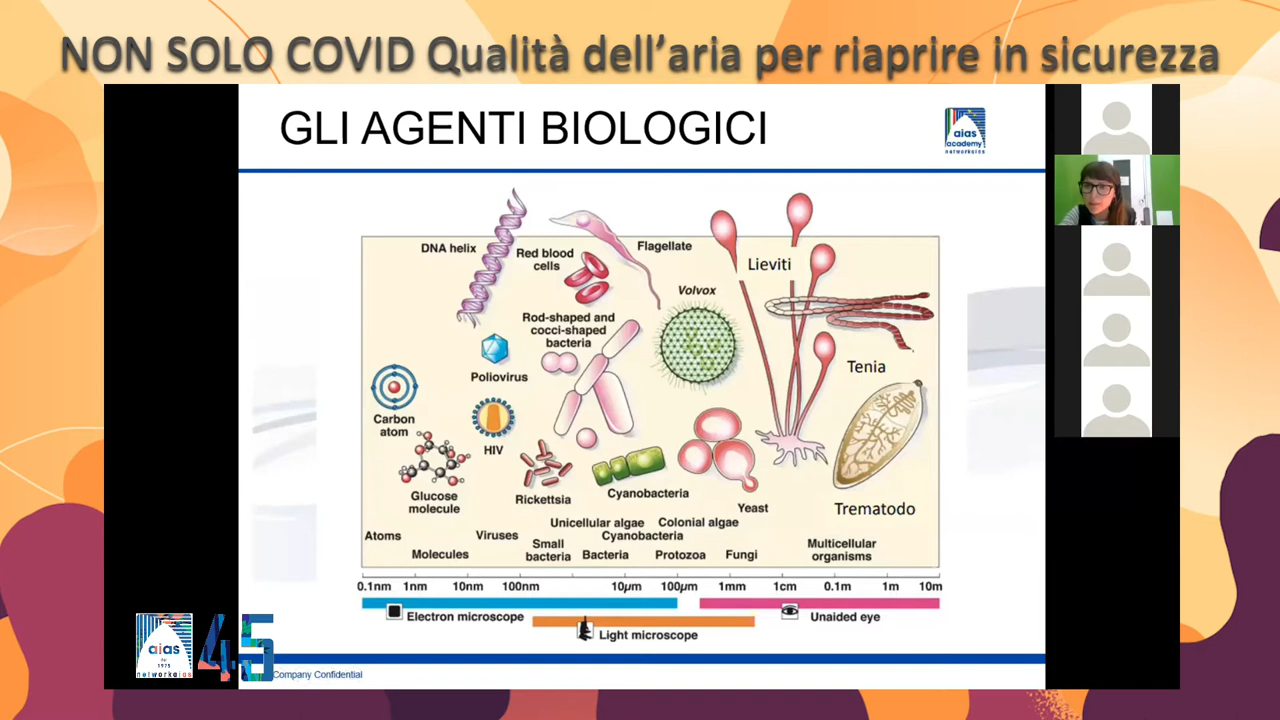 NON SOLO COVID Qualità dell'aria per riaprire in sicurezza
GLI AGENTI BIOLOGICI
aias
academy
networkaias
DNA helix
Red blood
cells
Flagellate
Lieviti
Volvox
Rod-shaped and
cocci-shaped
bacteria
Poliovirus
Tenia
Carbon
atom
HIV
Glucose
molecule
Rickettsia
Cyanobacteria
Yeast
Trematodo
Atoms
Molecules
Viruses
Small
bacteria
Unicellular algae
Cyanobacteria
Bacteria
Colonial algae
Protozoa
Fungi
Multicellular
organisms
0.1nm 1nm 10nm 100nm 10µm 100µm 1mm 1cm 0.1m 1m 10m
Electron microscope
Unaided eye
Light microscope
aias
1975
networkaias
45
Company Confidential